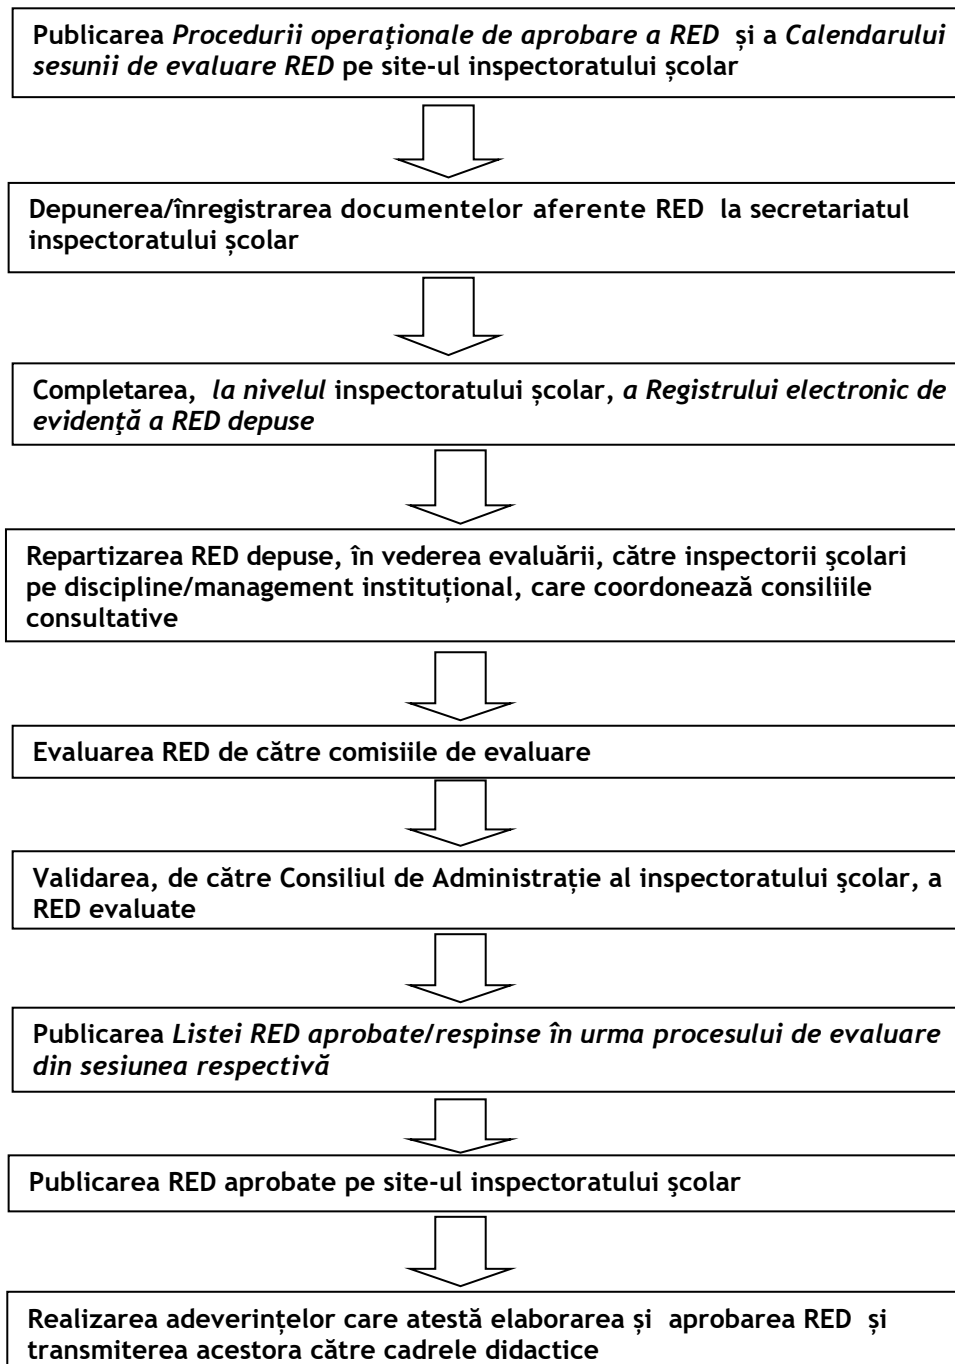 Publicarea Procedurii operaţionale de aprobare a RED și a Calendarului
sesunii de evaluare RED pe site-ul inspectoratului școlar
Depunerea/înregistrarea documentelor aferente RED la secretariatul
inspectoratului școlar
Completarea, la nivelul inspectoratului școlar, a Registrului electronic de
evidență a RED depuse
Repartizarea RED depuse, în vederea evaluării, către inspectorii şcolari
pe discipline/management instituțional, care coordonează consiliile
consultative
Evaluarea RED de către comisiile de evaluare
Validarea, de către Consiliul de Administrație al inspectoratului şcolar, a
RED evaluate
Publicarea Listei RED aprobate/respinse în urma procesului de evaluare
din sesiunea respectivă
Publicarea RED aprobate pe site-ul inspectoratului şcolar
Realizarea adeverințelor care atestă elaborarea și aprobarea RED și
transmiterea acestora către cadrele didactice